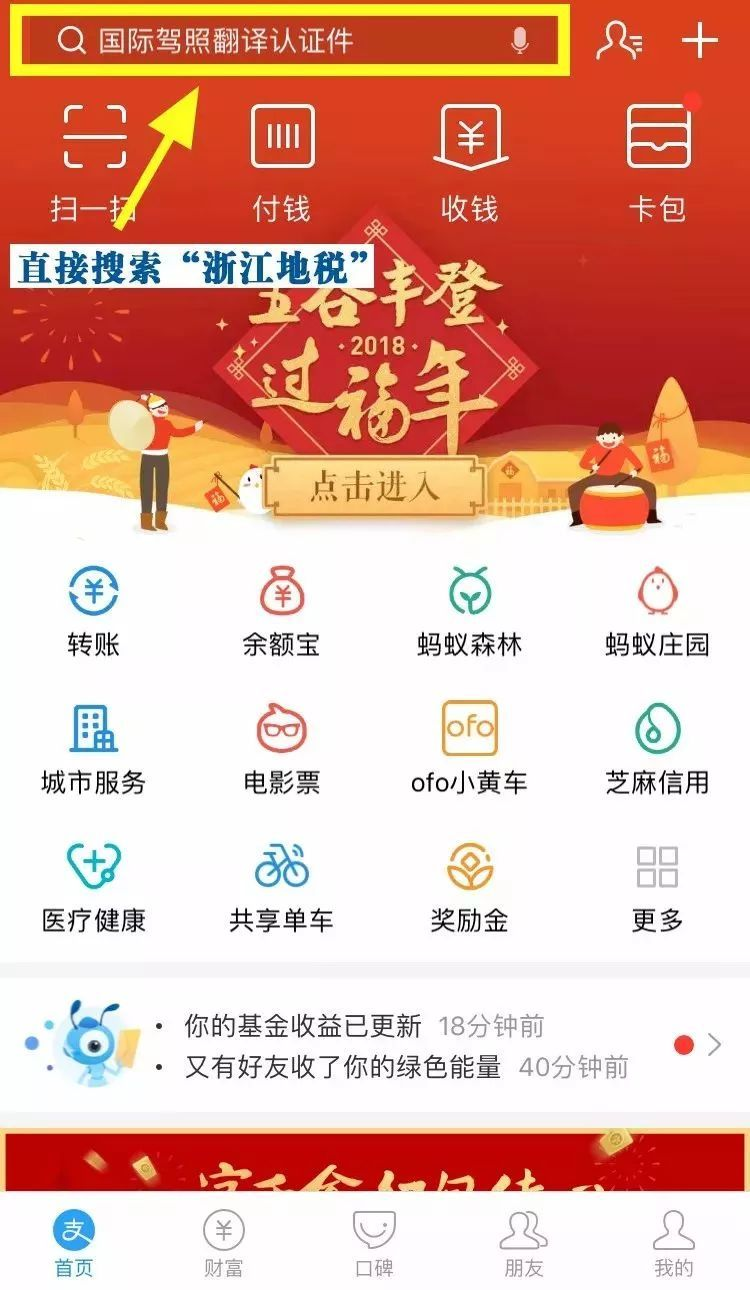 国际驾照翻译认证件
扫一扫
付钱
收钱
卡包
直接搜索“浙江地税”
五谷丰登
·2018·
过福年
福
福
福
点击进入
转账
余额宝
蚂蚁森林
蚂蚁庄园
城市服务
电影票
ofo
ofo小黄车
芝麻信用
医疗健康
共享单车
奖励金
更多
• 你的基金收益已更新 18分钟前
• 又有好友收了你的绿色能量 40分钟前
支
首页
财富
口碑
朋友
我的